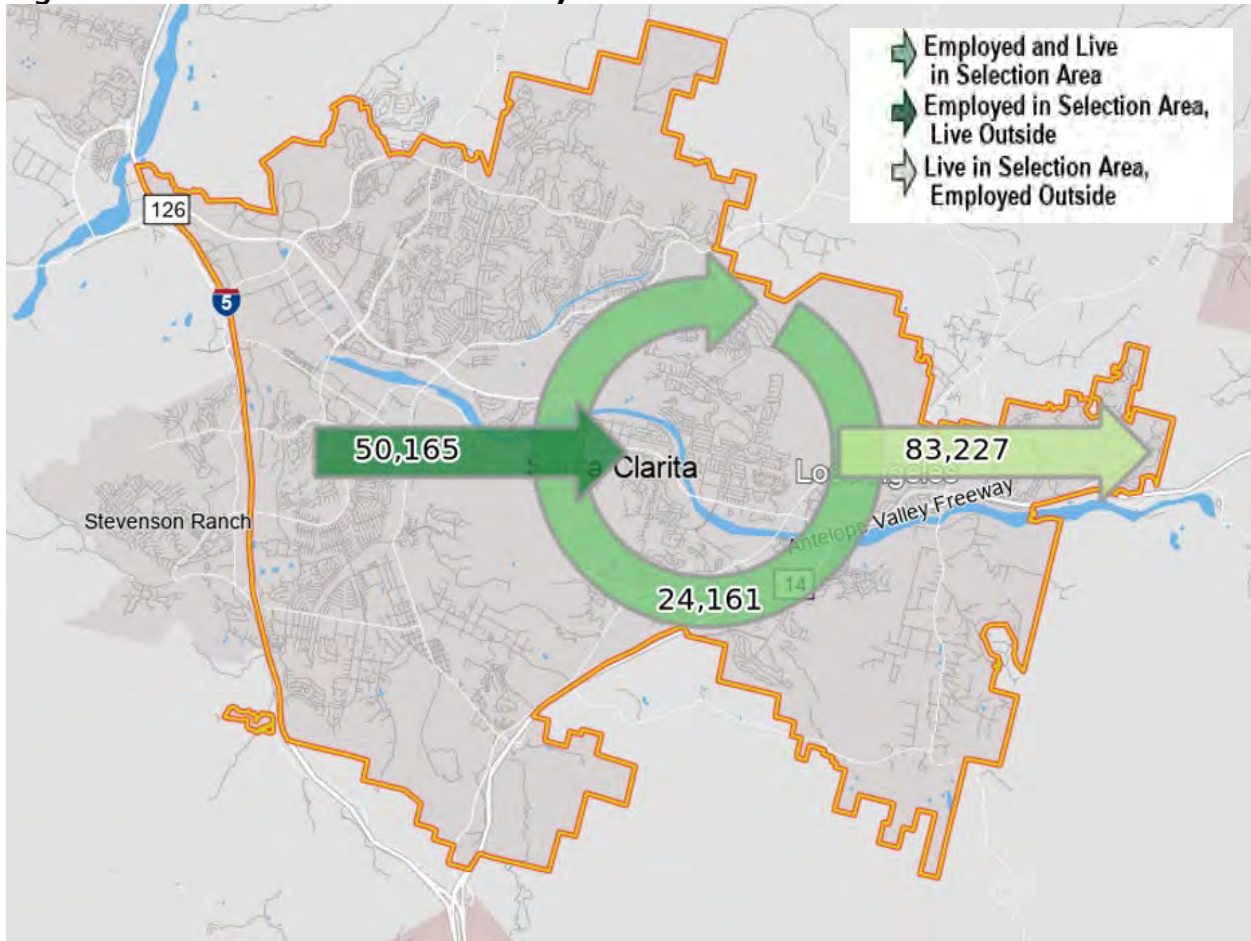 Employed and Live
in Selection Area
Employed in Selection Area,
Live Outside
Live in Selection Area,
Employed Outside
126
5
50,165
83,227
Clarita
Stevenson Ranch
Antelope Valley Freeway
14
24,161